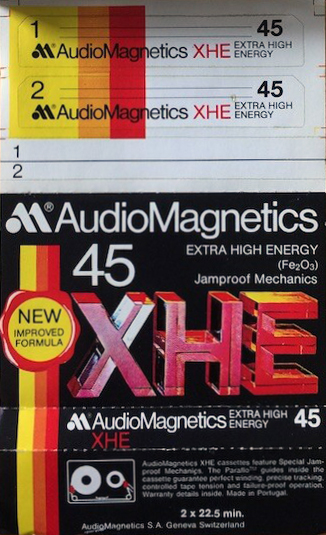 1 45
AudioMagnetics XHE EXTRA HIGH ENERGY
2 45
AudioMagnetics XHE EXTRA HIGH ENERGY
1
2
® AudioMagnetics
45 EXTRA HIGH ENERGY
(Fe₂O₃)
Jamproof Mechanics
NEW
IMPROVED
FORMULA
XHE
AudioMagnetics EXTRA HIGH ENERGY 45
XHE
AudioMagnetics XHE cassettes feature Special Jam-
proof Mechanics. The Paraflo™ guides inside the
cassette guarantee perfect winding, precise tracking,
controlled tape tension and failure-proof operation.
Warranty details inside. Made in Portugal.
2 x 22.5 min.
AudioMagnetics S.A. Geneva Switzerland